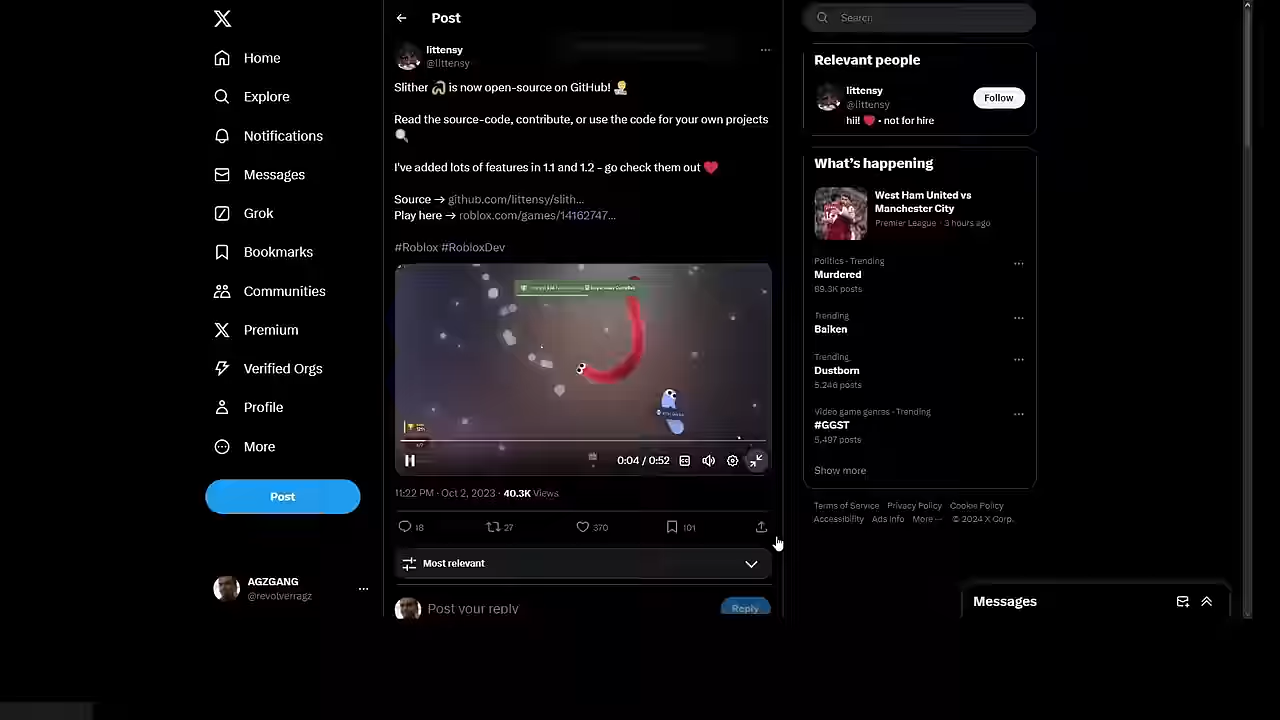 Post
Search
Home
Explore
Notifications
Messages
Grok
Bookmarks
Communities
Premium
Verified Orgs
Profile
More
Post
AGZGANG
@revolverragz
littensy
@littensy
Slither 🐍 is now open-source on GitHub! 🧑‍💻
Read the source-code, contribute, or use the code for your own projects
🔍
I've added lots of features in 1.1 and 1.2 - go check them out ❤️
Source → github.com/littensy/slith...
Play here → roblox.com/games/14162747...
#Roblox #RobloxDev
0:04 / 0:52
11:22 PM · Oct 2, 2023 · 40.3K Views
18
27
370
101
Most relevant
Post your reply
Reply
Relevant people
littensy
@littensy
Follow
hii! ❤️ • not for hire
What's happening
West Ham United vs
Manchester City
Premier League · 3 hours ago
Politics · Trending
Murdered
89.3K posts
Trending
Baiken
Trending
Dustborn
5,246 posts
Video game genres · Trending
#GGST
5,497 posts
Show more
Terms of Service Privacy Policy Cookie Policy
Accessibility Ads Info More ··· © 2024 X Corp.
Messages